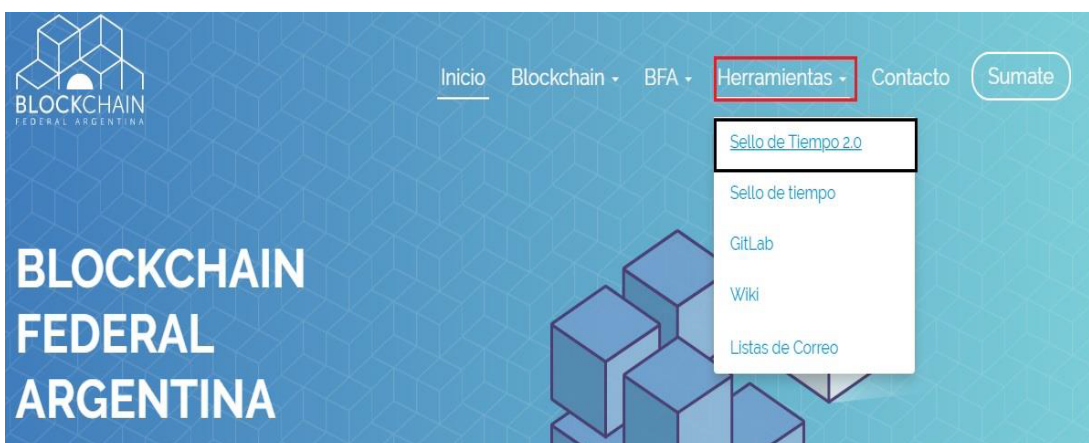 BLOCKCHAIN
FEDERAL ARGENTINA
Inicio Blockchain BFA Herramientas Contacto Sumate
Sello de Tiempo 2.0
Sello de tiempo
GitLab
Wiki
Listas de Correo
BLOCKCHAIN
FEDERAL
ARGENTINA